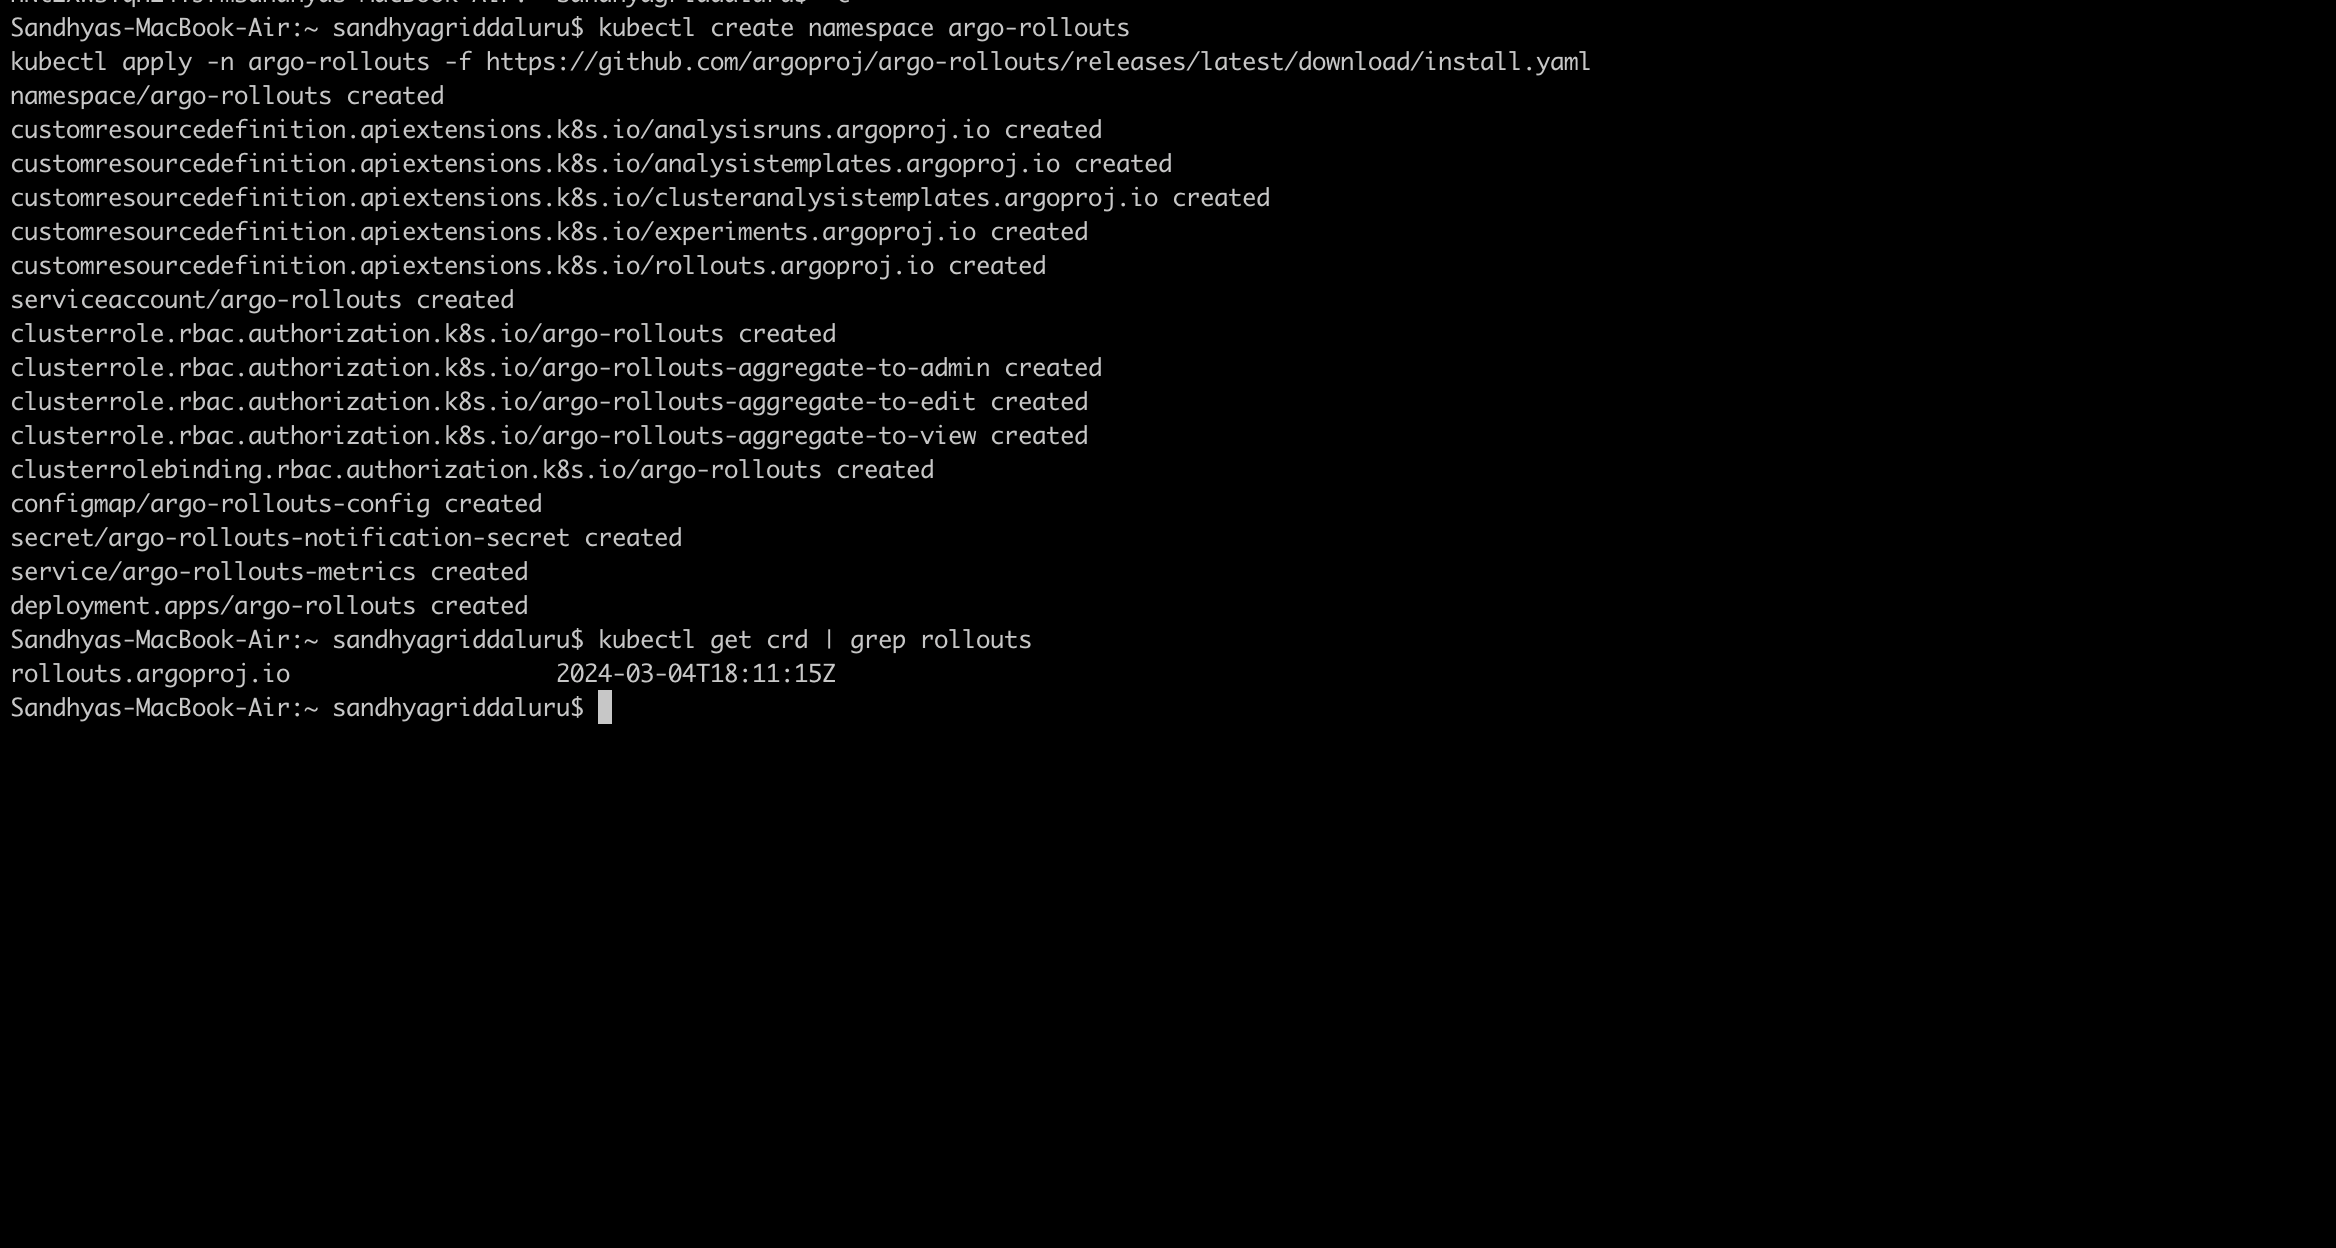 Sandhyas-MacBook-Air:~ sandhyagriddaluru$ kubectl create namespace argo-rollouts
kubectl apply -n argo-rollouts -f https://github.com/argoproj/argo-rollouts/releases/latest/download/install.yaml
namespace/argo-rollouts created
customresourcedefinition.apiextensions.k8s.io/analysisruns.argoproj.io created
customresourcedefinition.apiextensions.k8s.io/analysistemplates.argoproj.io created
customresourcedefinition.apiextensions.k8s.io/clusteranalysistemplates.argoproj.io created
customresourcedefinition.apiextensions.k8s.io/experiments.argoproj.io created
customresourcedefinition.apiextensions.k8s.io/rollouts.argoproj.io created
serviceaccount/argo-rollouts created
clusterrole.rbac.authorization.k8s.io/argo-rollouts created
clusterrole.rbac.authorization.k8s.io/argo-rollouts-aggregate-to-admin created
clusterrole.rbac.authorization.k8s.io/argo-rollouts-aggregate-to-edit created
clusterrole.rbac.authorization.k8s.io/argo-rollouts-aggregate-to-view created
clusterrolebinding.rbac.authorization.k8s.io/argo-rollouts created
configmap/argo-rollouts-config created
secret/argo-rollouts-notification-secret created
service/argo-rollouts-metrics created
deployment.apps/argo-rollouts created
Sandhyas-MacBook-Air:~ sandhyagriddaluru$ kubectl get crd | grep rollouts
rollouts.argoproj.io                   2024-03-04T18:11:15Z
Sandhyas-MacBook-Air:~ sandhyagriddaluru$